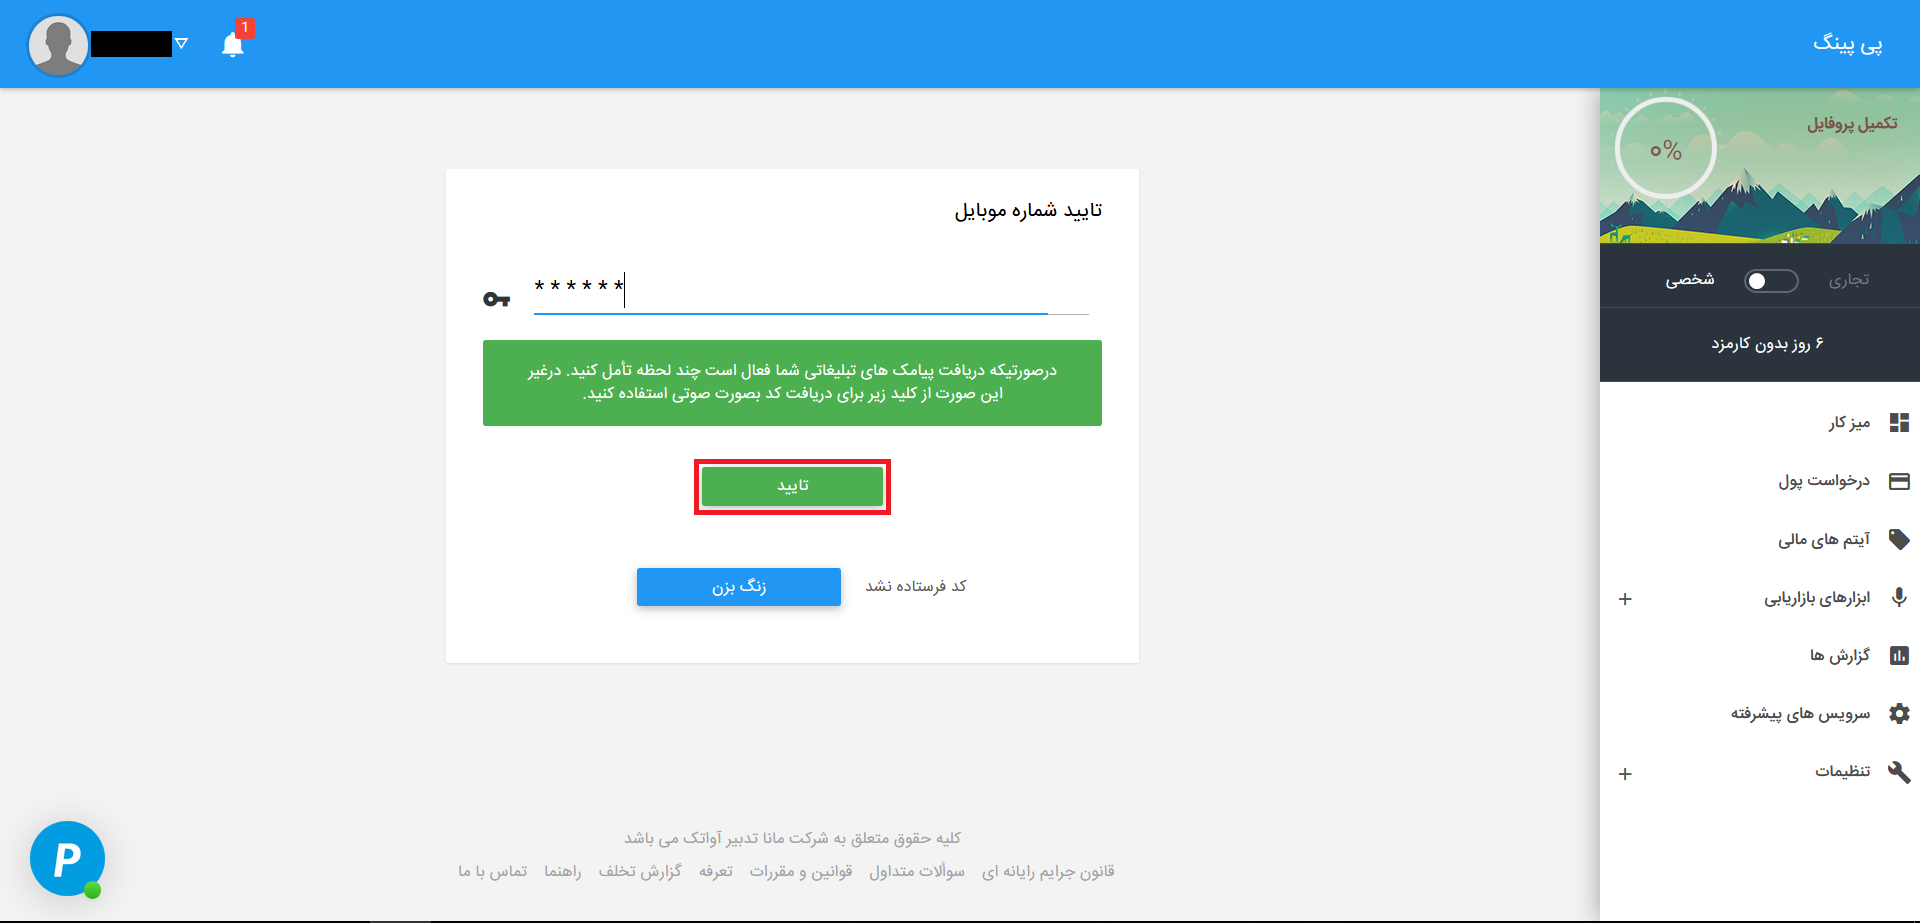 پی پینگ
1
تکمیل پروفایل
۰%
تجاری
شخصی
۶ روز بدون کارمزد
میز کار
درخواست پول
آیتم های مالی
ابزارهای بازاریابی
+
گزارش ها
سرویس های پیشرفته
تنظیمات
+
تایید شماره موبایل
******
درصورتیکه دریافت پیامک های تبلیغاتی شما فعال است چند لحظه تأمل کنید. درغیر
این صورت از کلید زیر برای دریافت کد بصورت صوتی استفاده کنید.
تایید
کد فرستاده نشد
زنگ بزن
کلیه حقوق متعلق به شرکت مانا تدبیر آواتک می باشد
قانون جرایم رایانه ای سوألات متداول قوانین و مقررات تعرفه گزارش تخلف راهنما تماس با ما
P